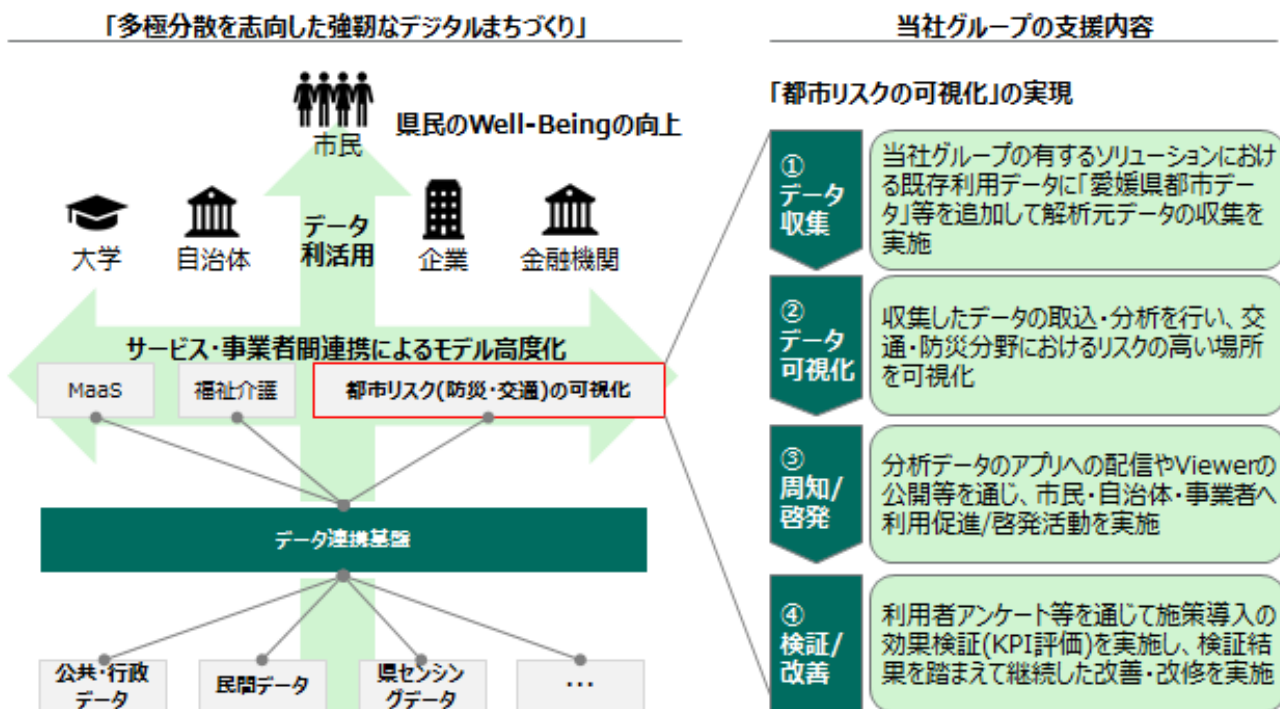 「多極分散を志向した強靭なデジタルまちづくり」
市民
県民のWell-Beingの向上
大学
自治体
データ
利活用
企業
金融機関
サービス・事業者間連携によるモデル高度化
MaaS
福祉介護
都市リスク(防災・交通)の可視化
データ連携基盤
公共・行政
データ
民間データ
県センシン
グデータ
…
当社グループの支援内容
「都市リスクの可視化」の実現
①
データ
収集
当社グループの有するソリューションにおけ
る既存利用データに「愛媛県都市デー
タ」等を追加して解析元データの収集を
実施
②
データ
可視化
収集したデータの取込・分析を行い、交
通・防災分野におけるリスクの高い場所
を可視化
③
周知/
啓発
分析データのアプリへの配信やViewerの
公開等を通じ、市民・自治体・事業者へ
利用促進/啓発活動を実施
④
検証/
改善
利用者アンケート等を通じて施策導入の
効果検証(KPI評価)を実施し、検証結
果を踏まえて継続した改善・改修を実施